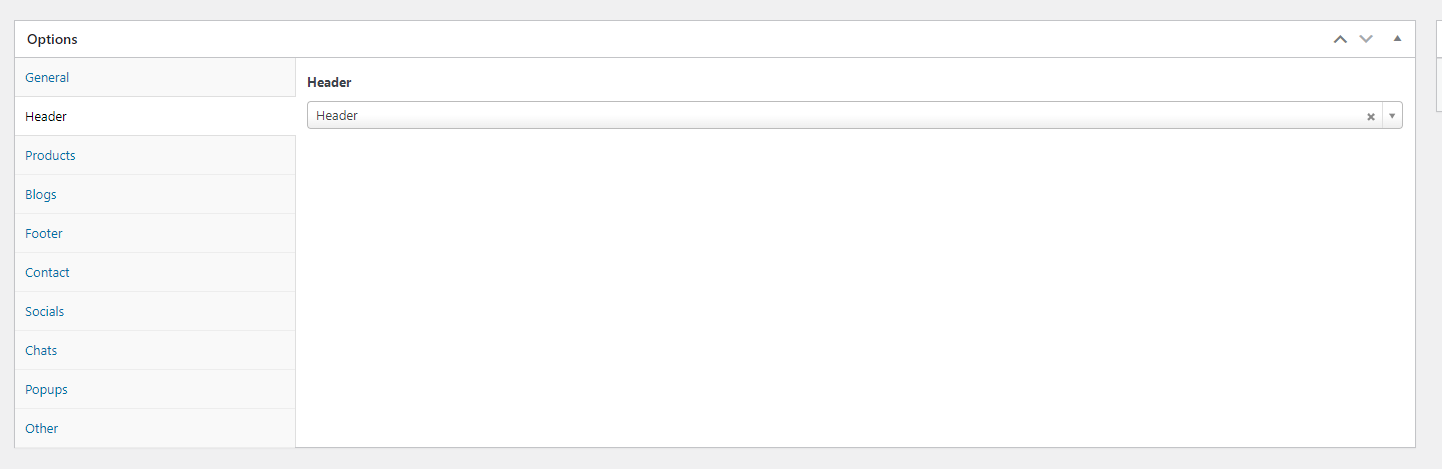 Options
General
Header
Products
Blogs
Footer
Contact
Socials
Chats
Popups
Other
Header
Header